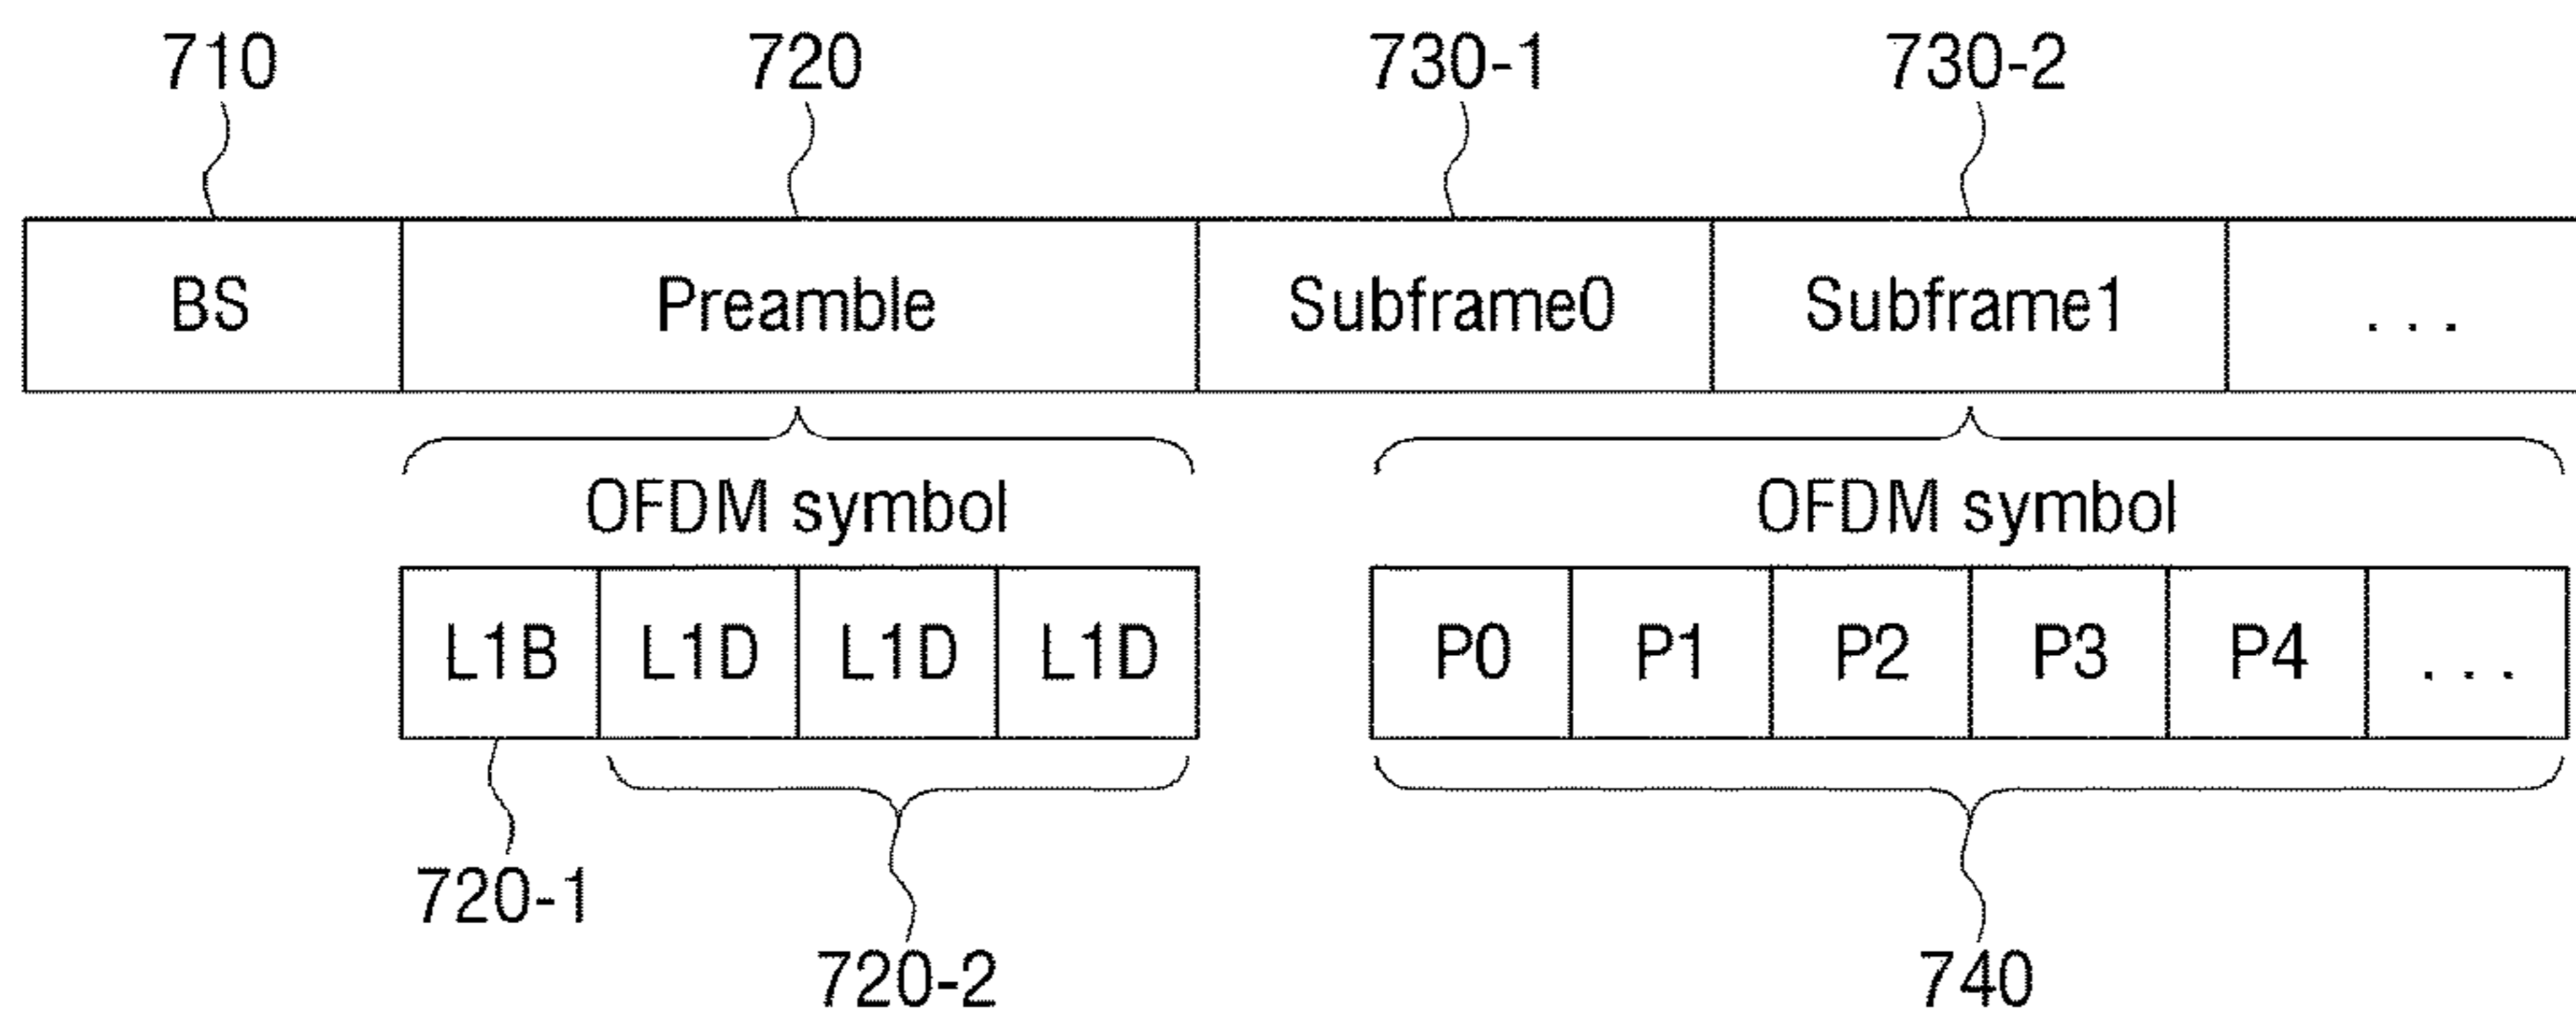 710 720 730-1 730-2
BS Preamble Subframe0 Subframe1 ...
OFDM symbol OFDM symbol
L1B L1D L1D L1D P0 P1 P2 P3 P4 ...
720-1
720-2 740